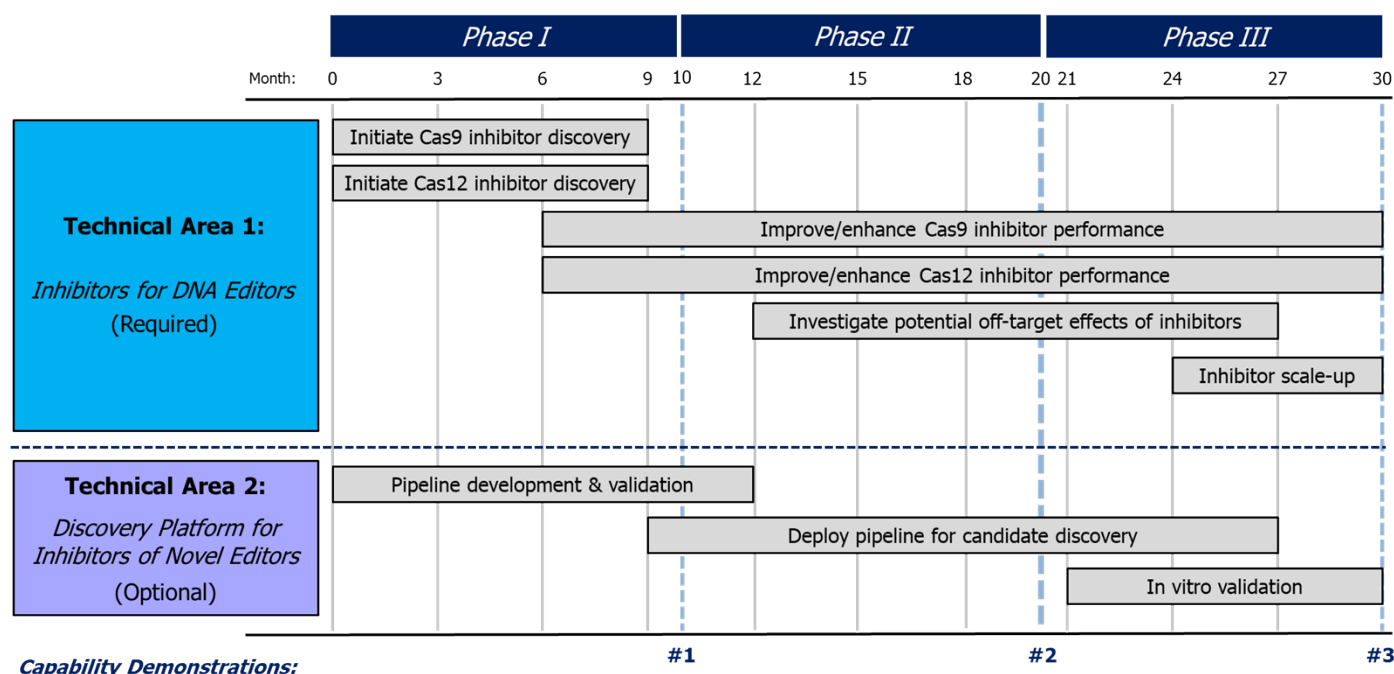 Phase I
Phase II
Phase III
Month: 0 3 6 9 10 12 15 18 20 21 24 27 30
Technical Area 1:
Inhibitors for DNA Editors
(Required)
Initiate Cas9 inhibitor discovery
Initiate Cas12 inhibitor discovery
Improve/enhance Cas9 inhibitor performance
Improve/enhance Cas12 inhibitor performance
Investigate potential off-target effects of inhibitors
Inhibitor scale-up
Technical Area 2:
Discovery Platform for
Inhibitors of Novel Editors
(Optional)
Pipeline development & validation
Deploy pipeline for candidate discovery
In vitro validation
Capability Demonstrations:
#1
#2
#3